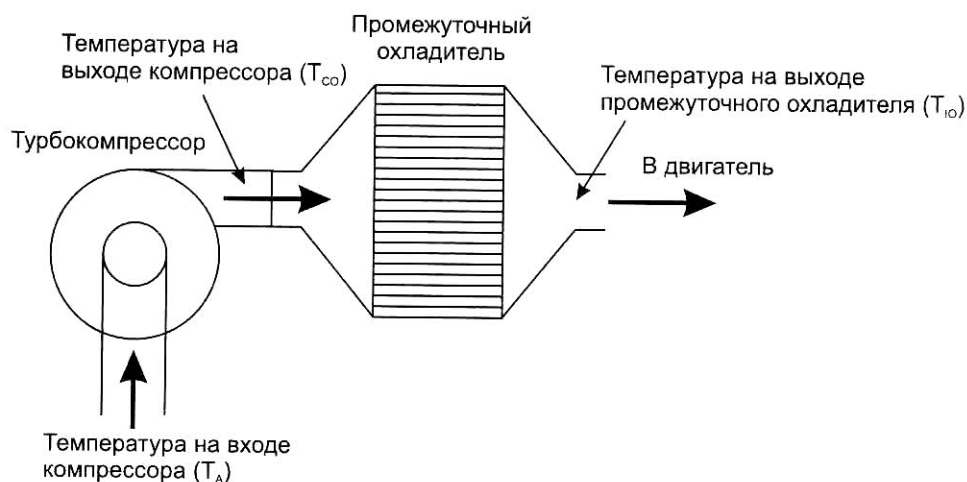 Промежуточный
охладитель
Температура на
выходе компрессора (Tco)
Температура на выходе
промежуточного охладителя (TIO)
Турбокомпрессор
В двигатель
Температура на входе
компрессора (TA)